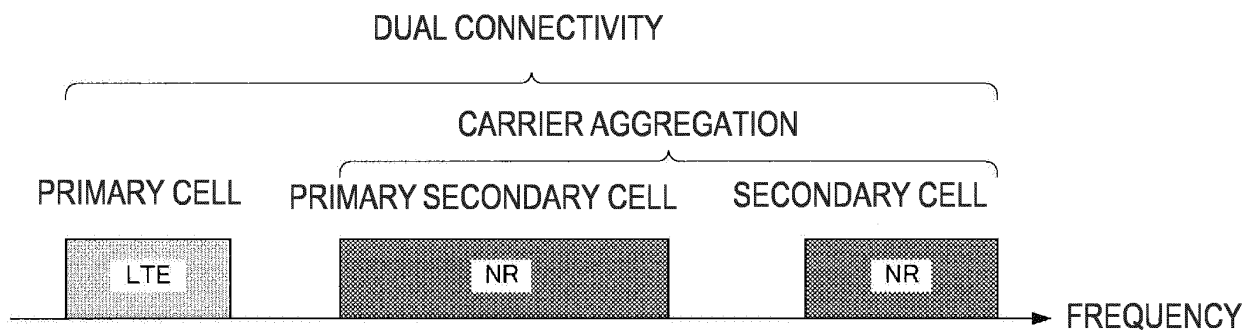 DUAL CONNECTIVITY
CARRIER AGGREGATION
PRIMARY CELL
PRIMARY SECONDARY CELL
SECONDARY CELL
LTE
NR
NR
FREQUENCY